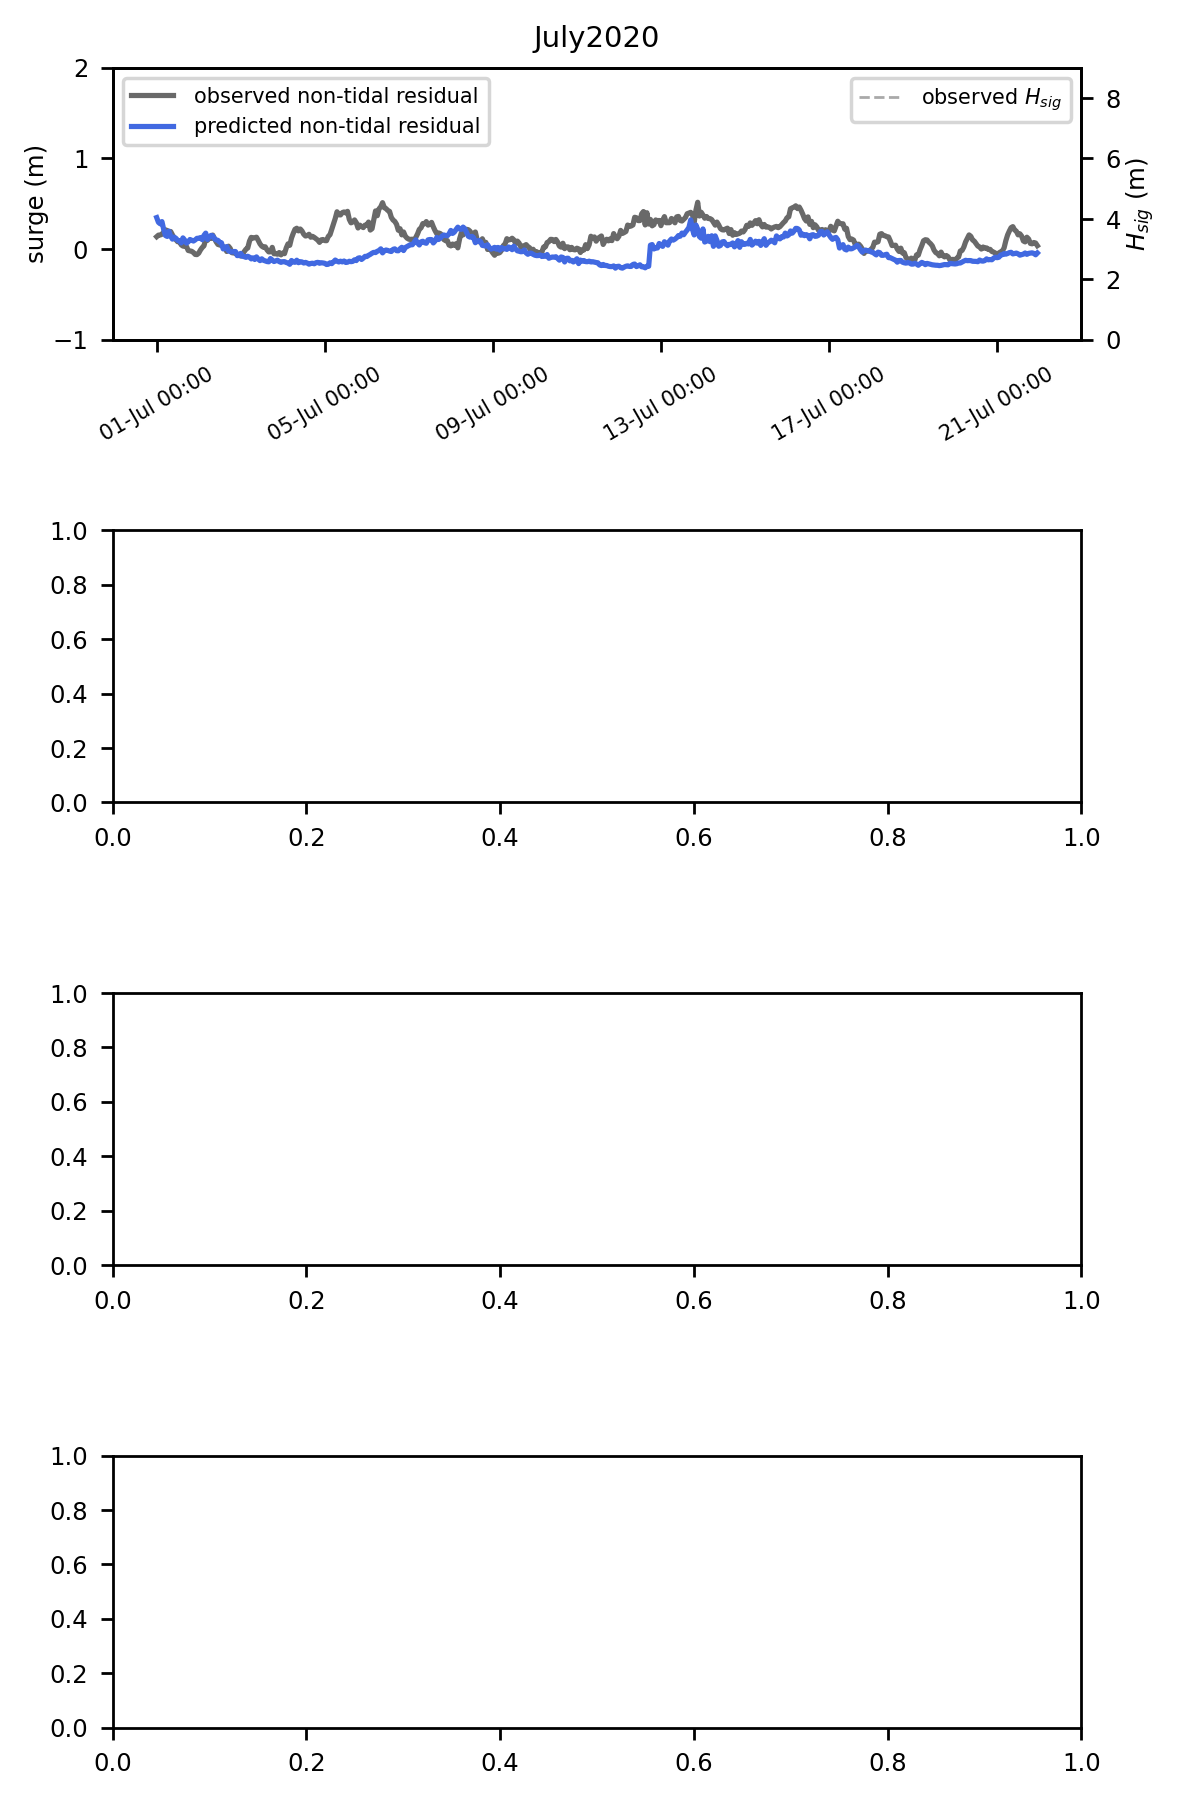 July2020
2
1
0
−1
surge (m)
observed non-tidal residual
predicted non-tidal residual
observed H_sig
8
6
4
2
0
H_sig (m)
01-Jul 00:00
05-Jul 00:00
09-Jul 00:00
13-Jul 00:00
17-Jul 00:00
21-Jul 00:00
1.0
0.8
0.6
0.4
0.2
0.0
0.0 0.2 0.4 0.6 0.8 1.0
1.0
0.8
0.6
0.4
0.2
0.0
0.0 0.2 0.4 0.6 0.8 1.0
1.0
0.8
0.6
0.4
0.2
0.0
0.0 0.2 0.4 0.6 0.8 1.0